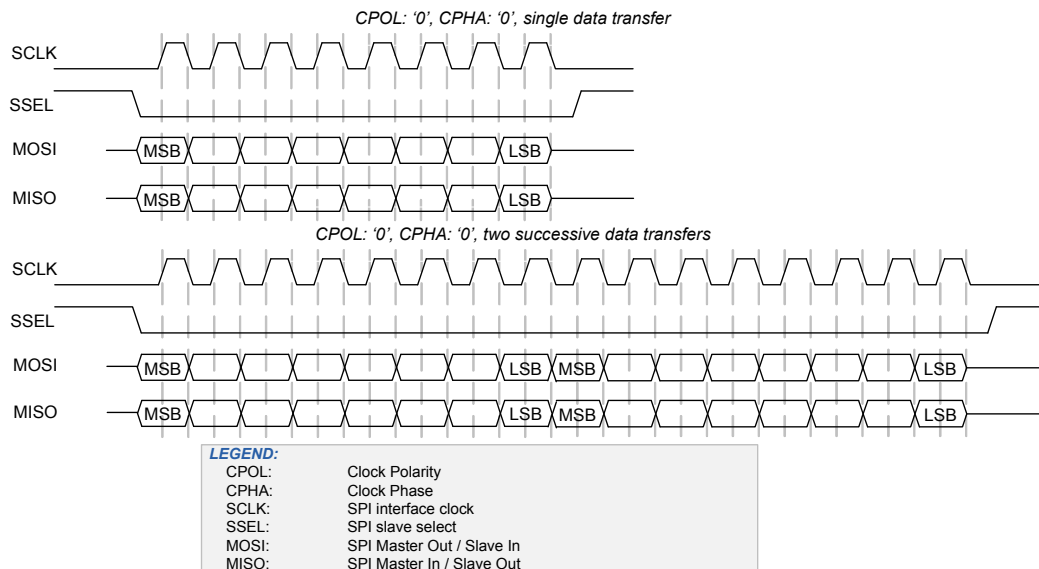 CPOL: ‘0’, CPHA: ‘0’, single data transfer
SCLK
SSEL
MOSI MSB LSB
MISO MSB LSB
CPOL: ‘0’, CPHA: ‘0’, two successive data transfers
SCLK
SSEL
MOSI MSB LSB MSB LSB
MISO MSB LSB MSB LSB
LEGEND:
CPOL: Clock Polarity
CPHA: Clock Phase
SCLK: SPI interface clock
SSEL: SPI slave select
MOSI: SPI Master Out / Slave In
MISO: SPI Master In / Slave Out